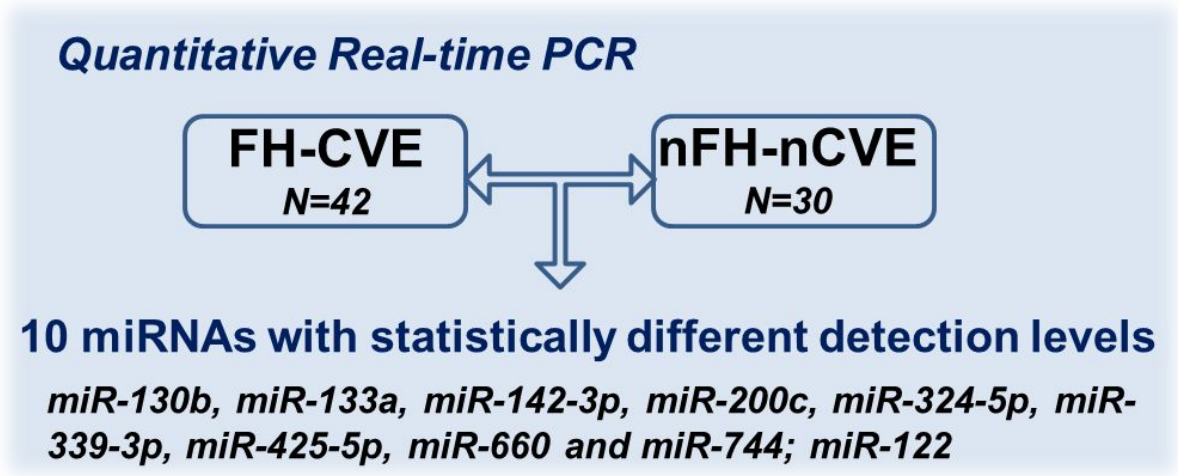 Quantitative Real-time PCR
FH-CVE
N=42
nFH-nCVE
N=30
10 miRNAs with statistically different detection levels
miR-130b, miR-133a, miR-142-3p, miR-200c, miR-324-5p, miR-
339-3p, miR-425-5p, miR-660 and miR-744; miR-122